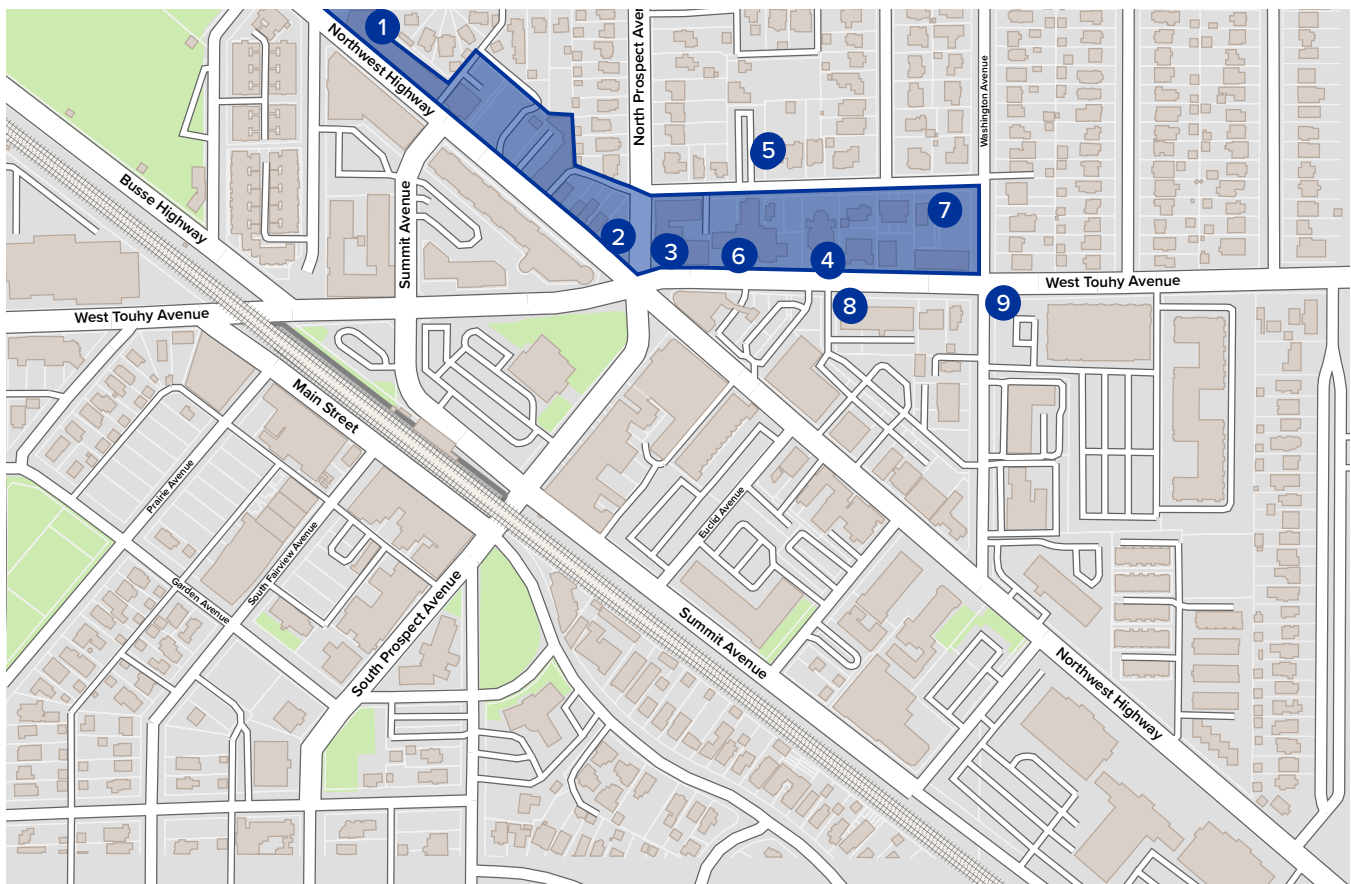 1
Northwest Highway
North Prospect Aven
Washington Avenue
5
Busse Highway
Summit Avenue
2
3
6
4
7
8
9
West Touhy Avenue
West Touhy Avenue
Main Street
Prairie Avenue
South Fairview Avenue
Garden Avenue
Euclid Avenue
South Prospect Avenue
Summit Avenue
Northwest Highway